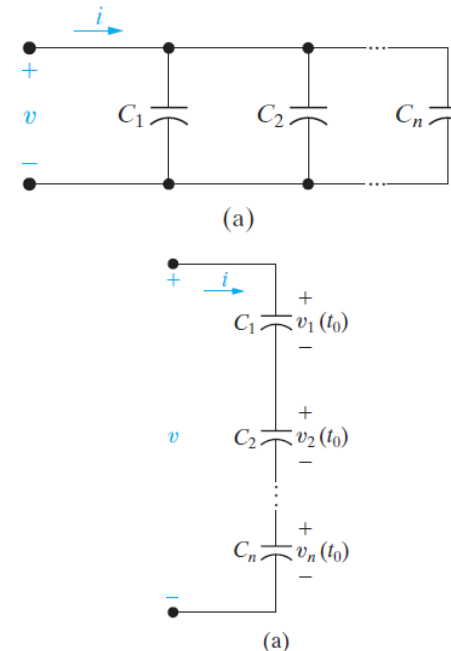 i
+
v
C1 C2 ... Cn
−
...
(a)
+ i
+
C1 v1 (t0)
−
+
v C2 v2 (t0)
−
+
Cn vn (t0)
−
−
(a)